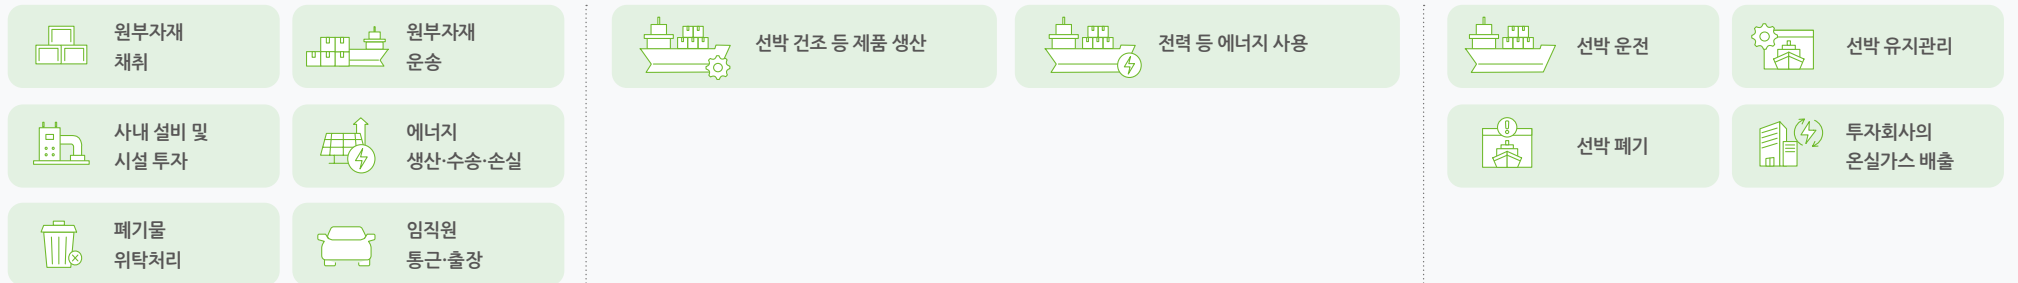 원부자재
채취
원부자재
운송
사내 설비 및
시설 투자
에너지
생산·수송·손실
폐기물
위탁처리
임직원
통근·출장
선박 건조 등 제품 생산
전력 등 에너지 사용
선박 운전
선박 유지관리
선박 폐기
투자회사의
온실가스 배출